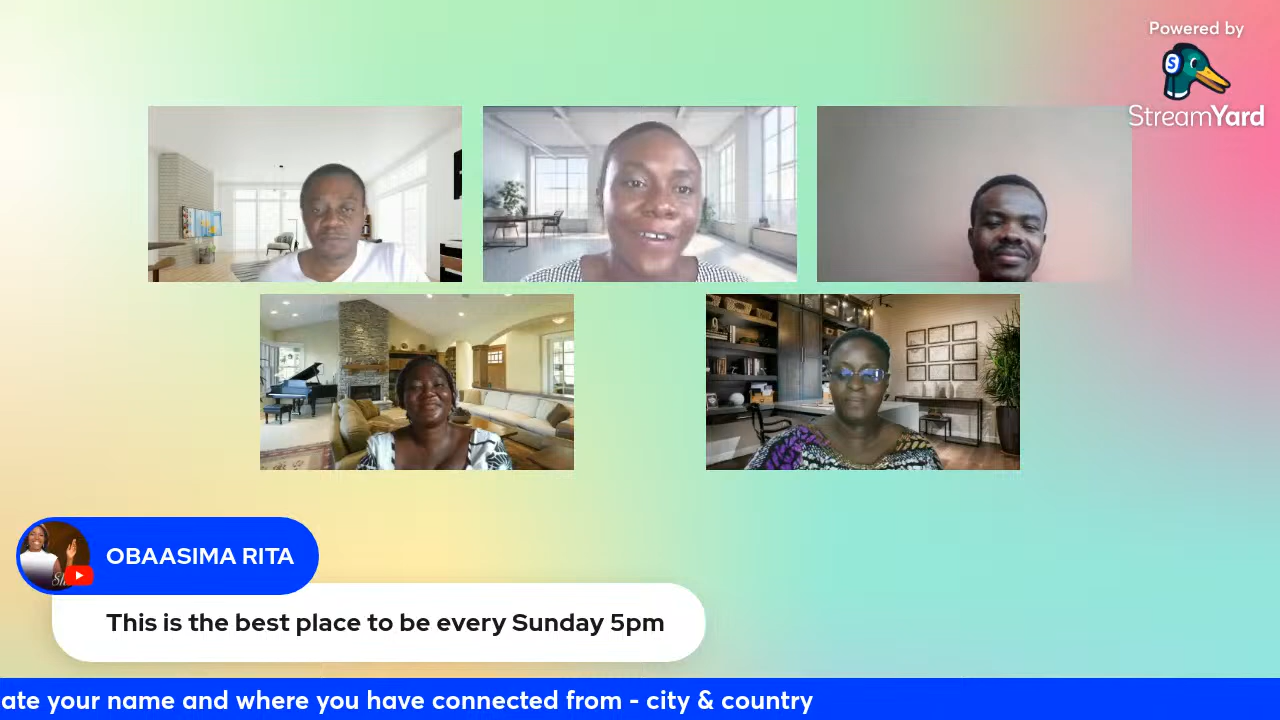 Powered by
StreamYard
OBAASIMA RITA
This is the best place to be every Sunday 5pm
ate your name and where you have connected from - city & country